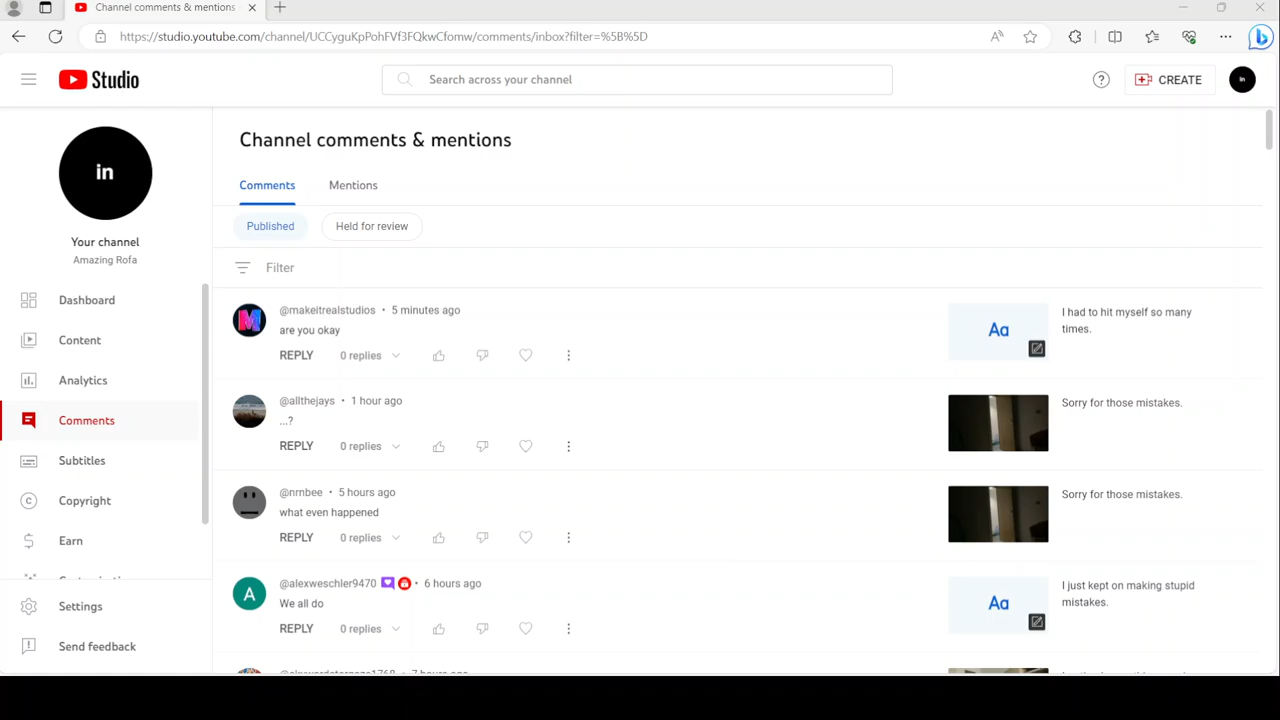 Channel comments & mentions
https://studio.youtube.com/channel/UCCyguKpPohFVf3FQkwCfomw/comments/inbox?filter=%5B%5D
Studio
Search across your channel
CREATE
in
in
Your channel
Amazing Rofa
Dashboard
Content
Analytics
Comments
Subtitles
Copyright
Earn
Settings
Send feedback
Channel comments & mentions
Comments Mentions
Published Held for review
Filter
@makeitrealstudios • 5 minutes ago
are you okay
REPLY 0 replies
Aa
I had to hit myself so many
times.
@allthejays • 1 hour ago
...?
REPLY 0 replies
Sorry for those mistakes.
@nrnbee • 5 hours ago
what even happened
REPLY 0 replies
Sorry for those mistakes.
A
@alexweschler9470 • 6 hours ago
We all do
REPLY 0 replies
Aa
I just kept on making stupid
mistakes.